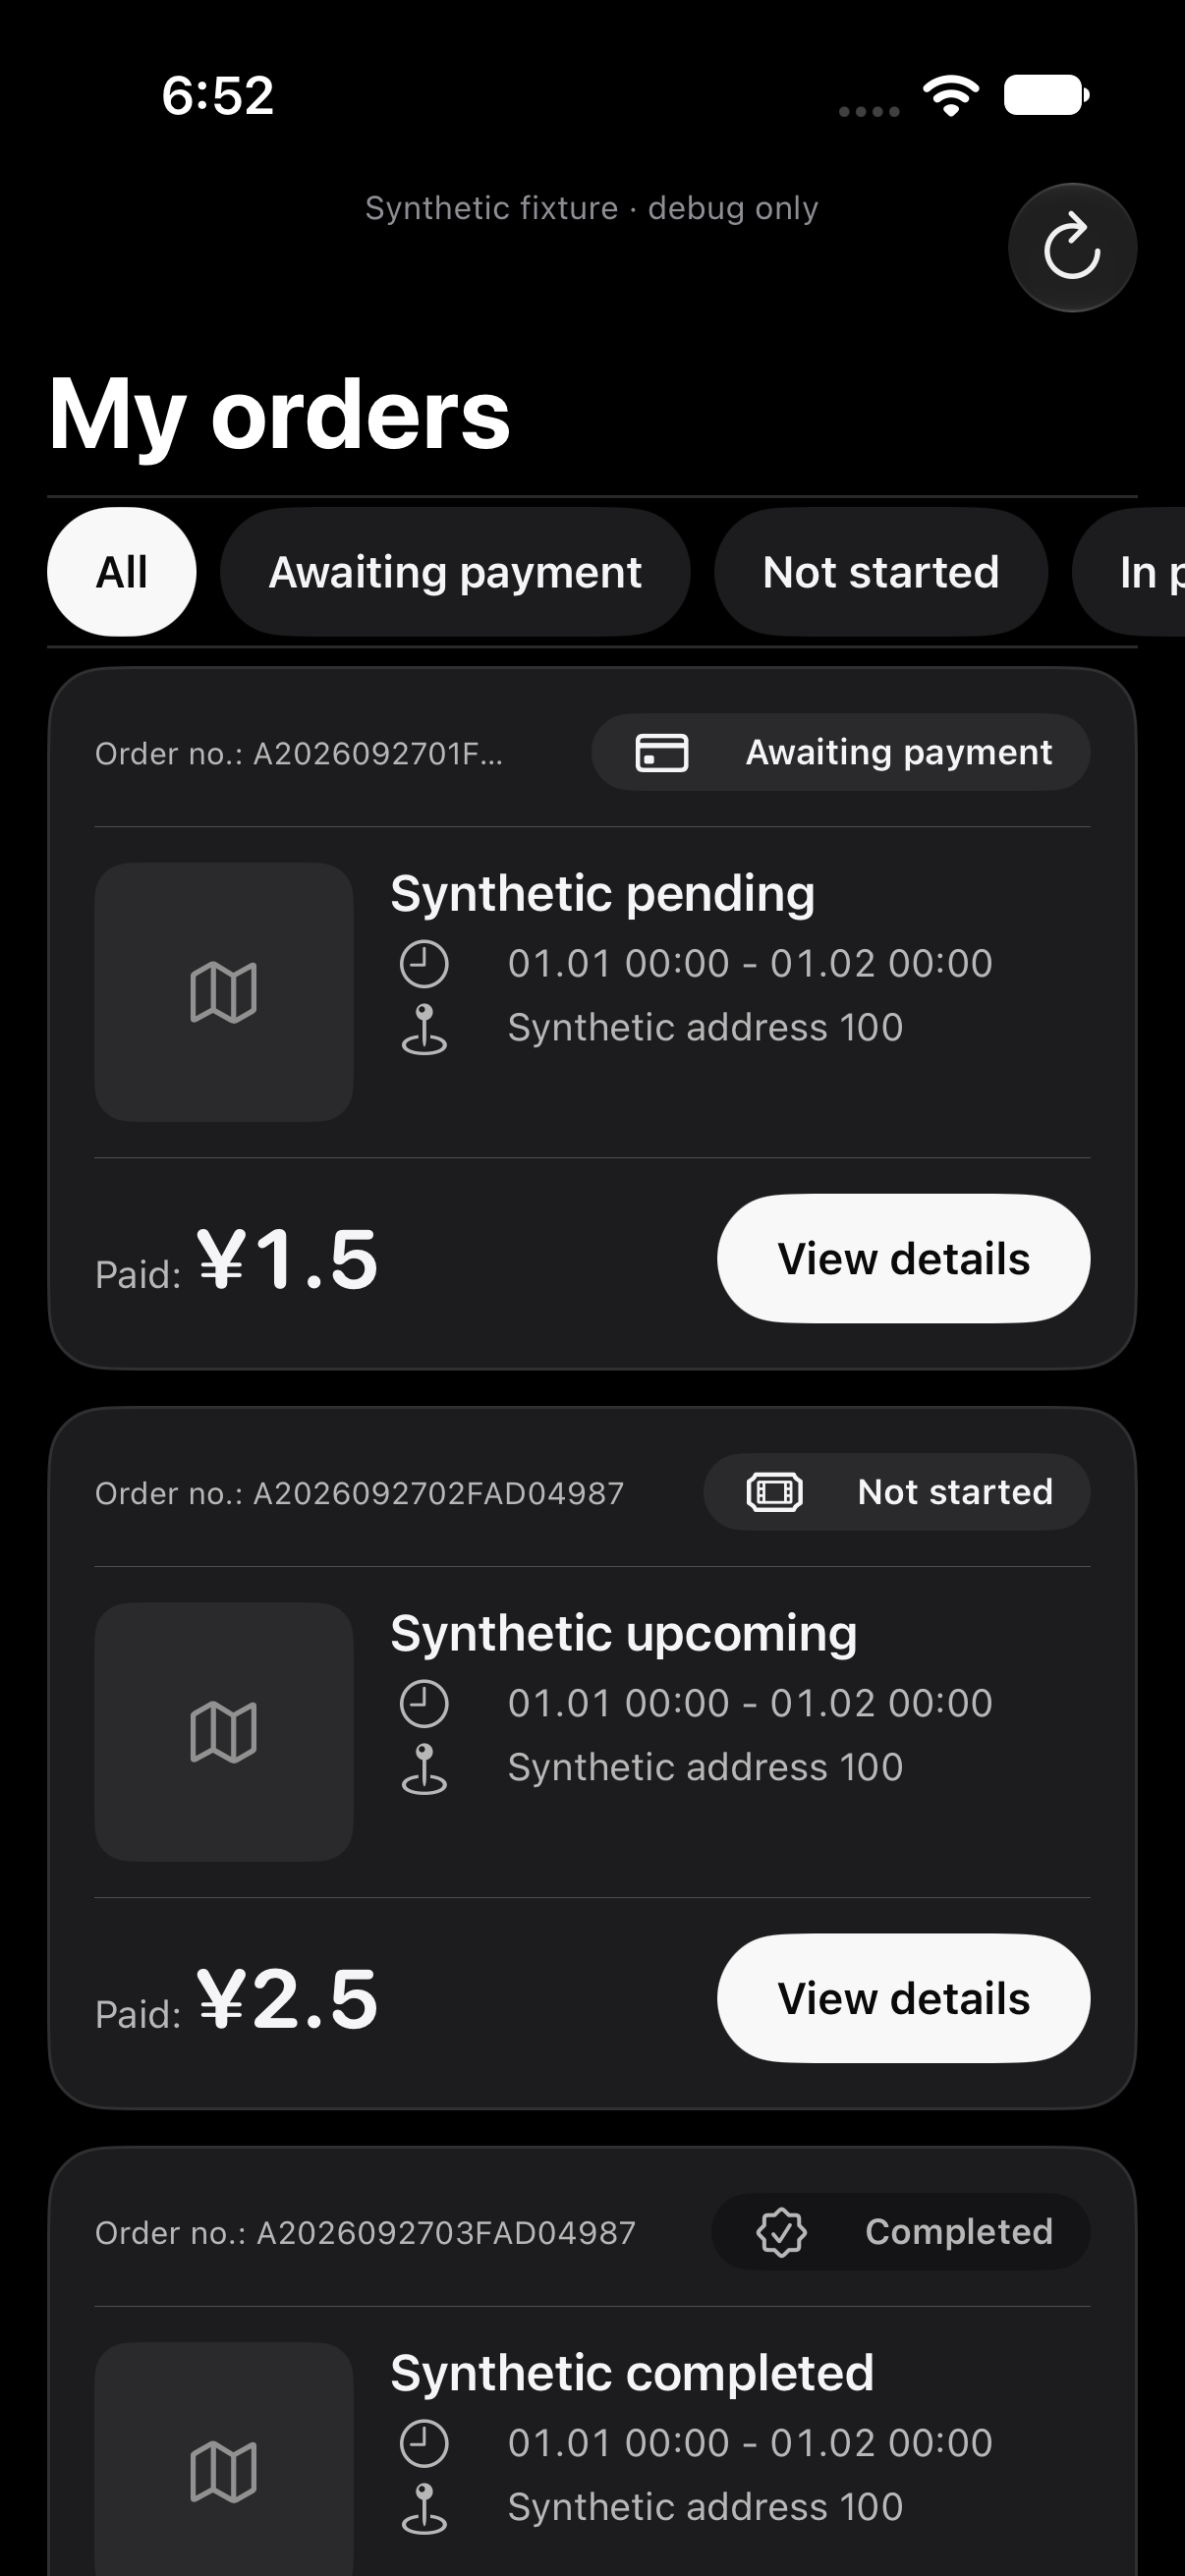 6:52
Synthetic fixture · debug only
My orders
All
Awaiting payment
Not started
In p
Order no.: A2026092701F…
Awaiting payment
Synthetic pending
01.01 00:00 - 01.02 00:00
Synthetic address 100
Paid: ¥1.5
View details
Order no.: A2026092702FAD04987
Not started
Synthetic upcoming
01.01 00:00 - 01.02 00:00
Synthetic address 100
Paid: ¥2.5
View details
Order no.: A2026092703FAD04987
Completed
Synthetic completed
01.01 00:00 - 01.02 00:00
Synthetic address 100